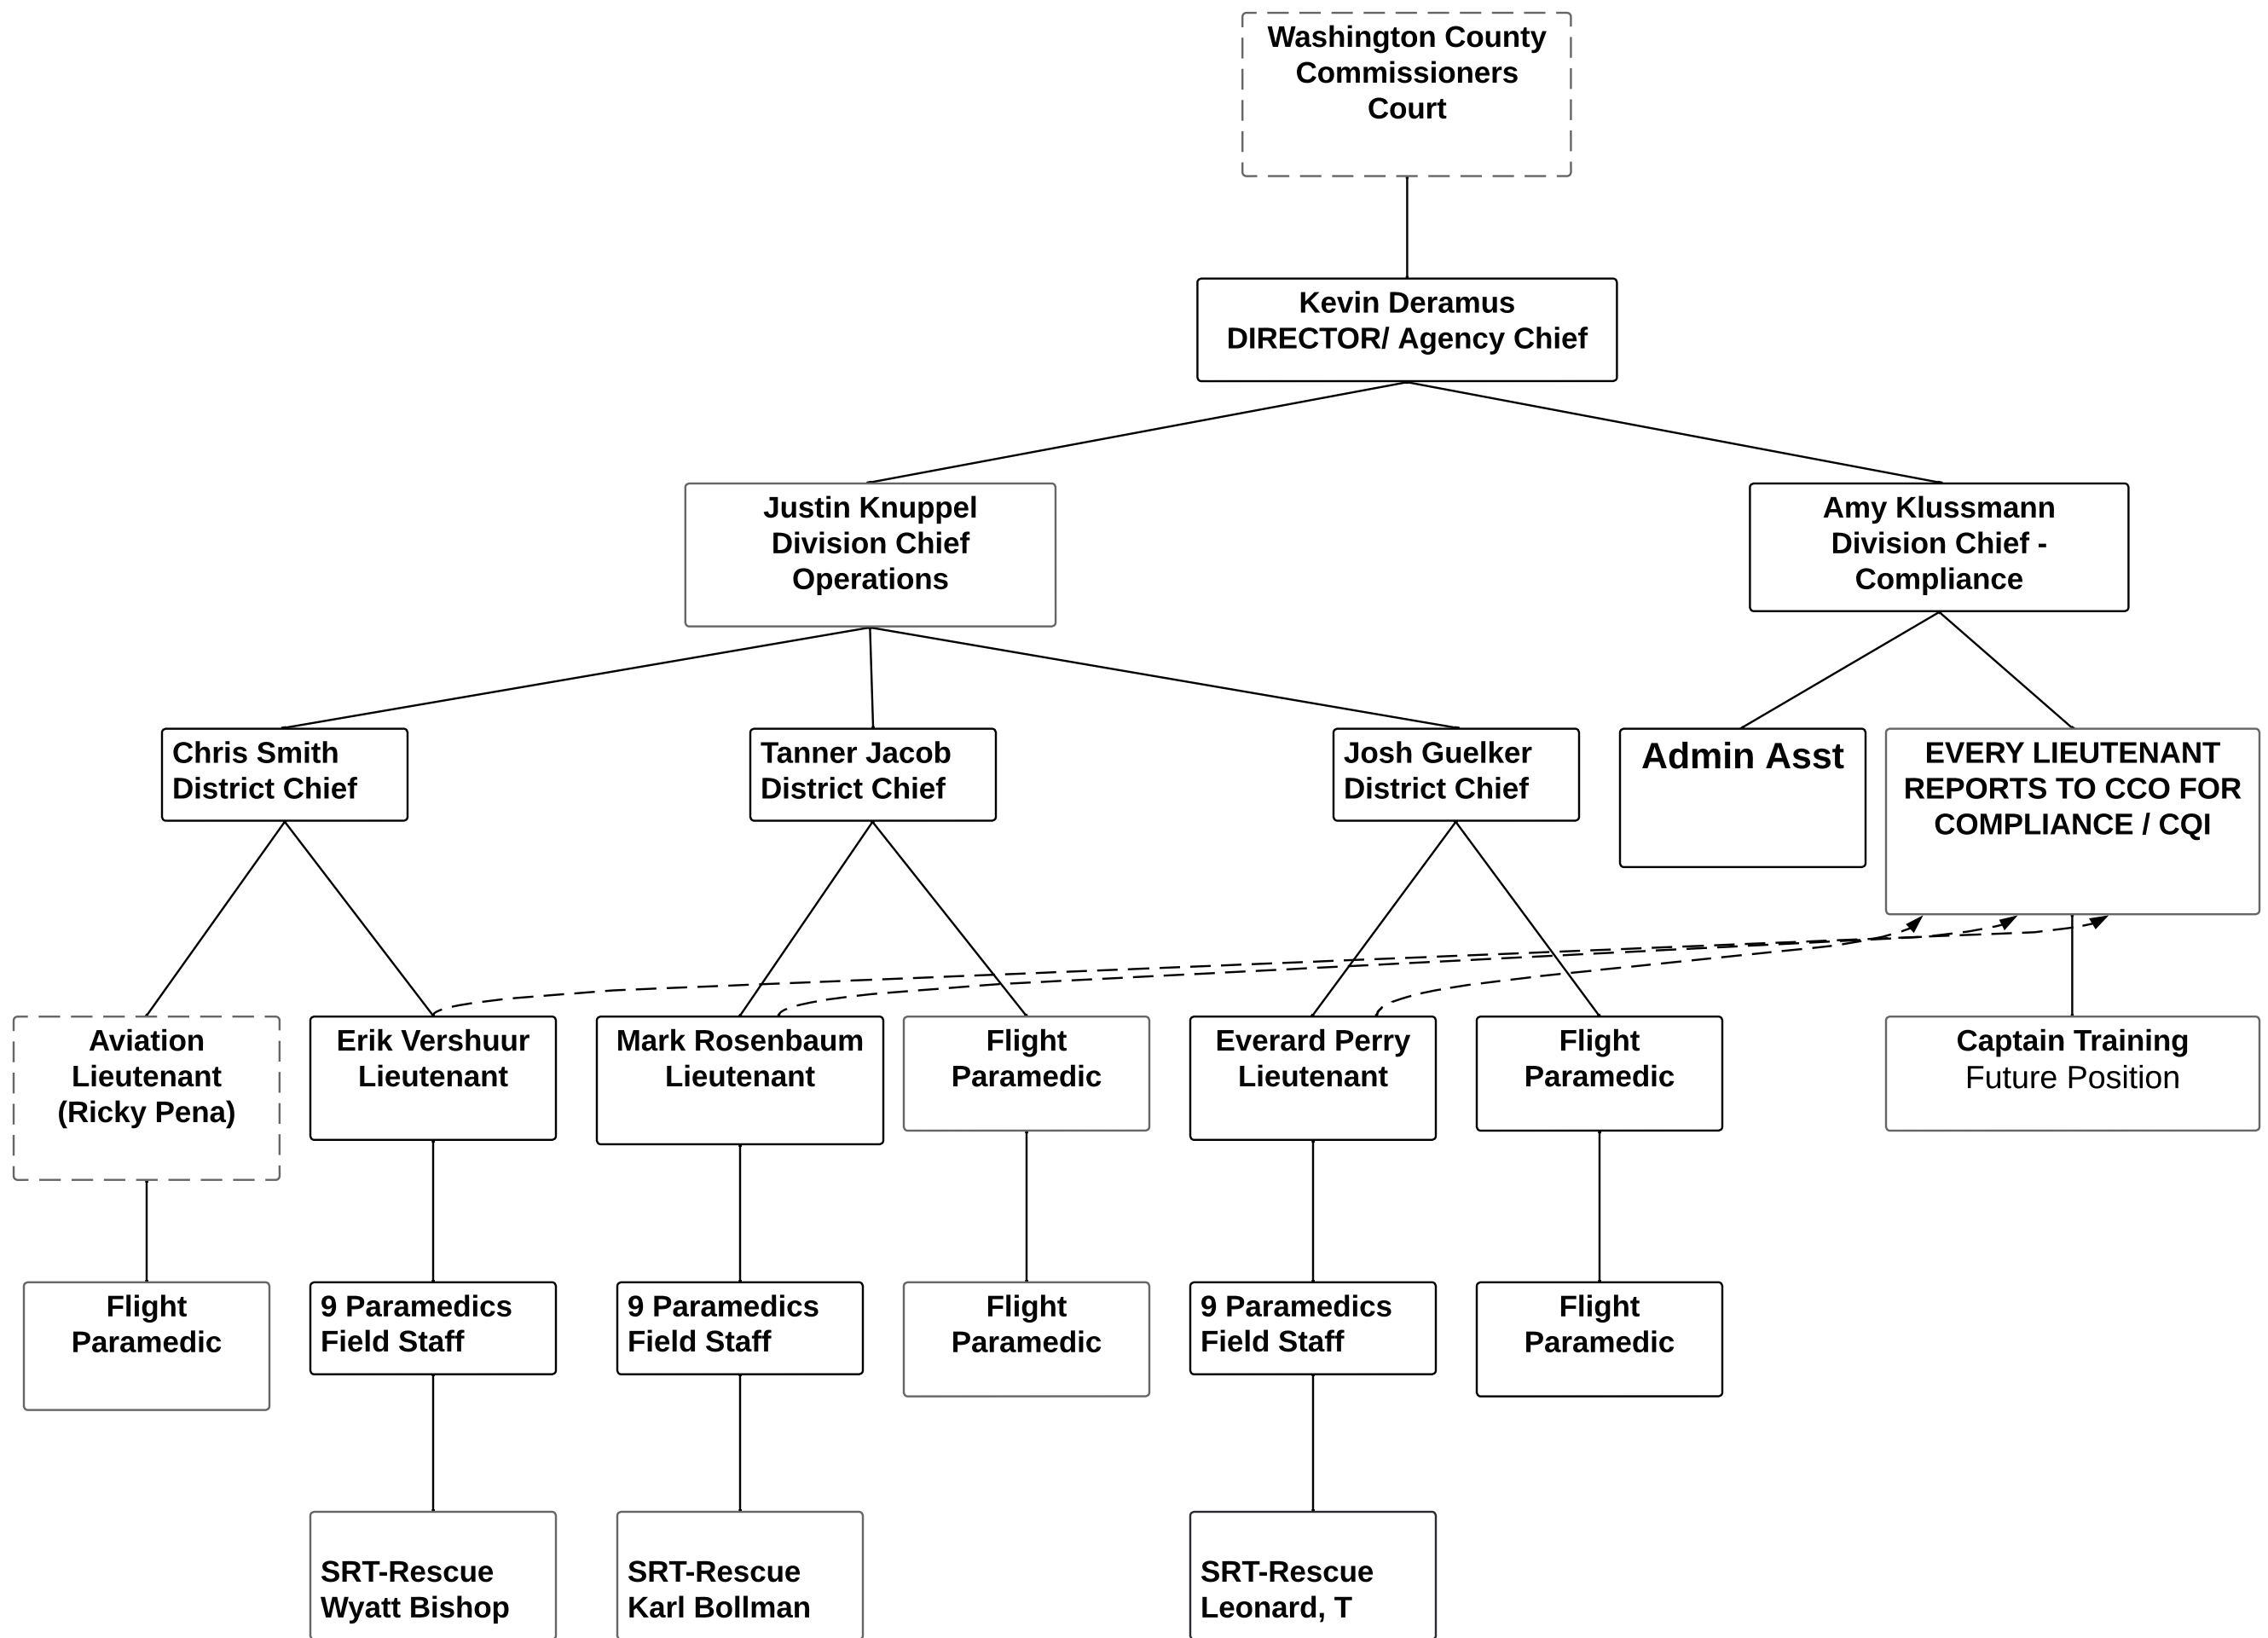 Washington County
Commissioners
Court
Kevin Deramus
DIRECTOR/ Agency Chief
Justin Knuppel
Division Chief
Operations
Amy Klussmann
Division Chief -
Compliance
Chris Smith
District Chief
Tanner Jacob
District Chief
Josh Guelker
District Chief
Admin Asst
EVERY LIEUTENANT
REPORTS TO CCO FOR
COMPLIANCE / CQI
Aviation
Lieutenant
(Ricky Pena)
Erik Vershuur
Lieutenant
Mark Rosenbaum
Lieutenant
Flight
Paramedic
Everard Perry
Lieutenant
Flight
Paramedic
Captain Training
Future Position
Flight
Paramedic
9 Paramedics
Field Staff
9 Paramedics
Field Staff
Flight
Paramedic
9 Paramedics
Field Staff
Flight
Paramedic
SRT-Rescue
Wyatt Bishop
SRT-Rescue
Karl Bollman
SRT-Rescue
Leonard, T